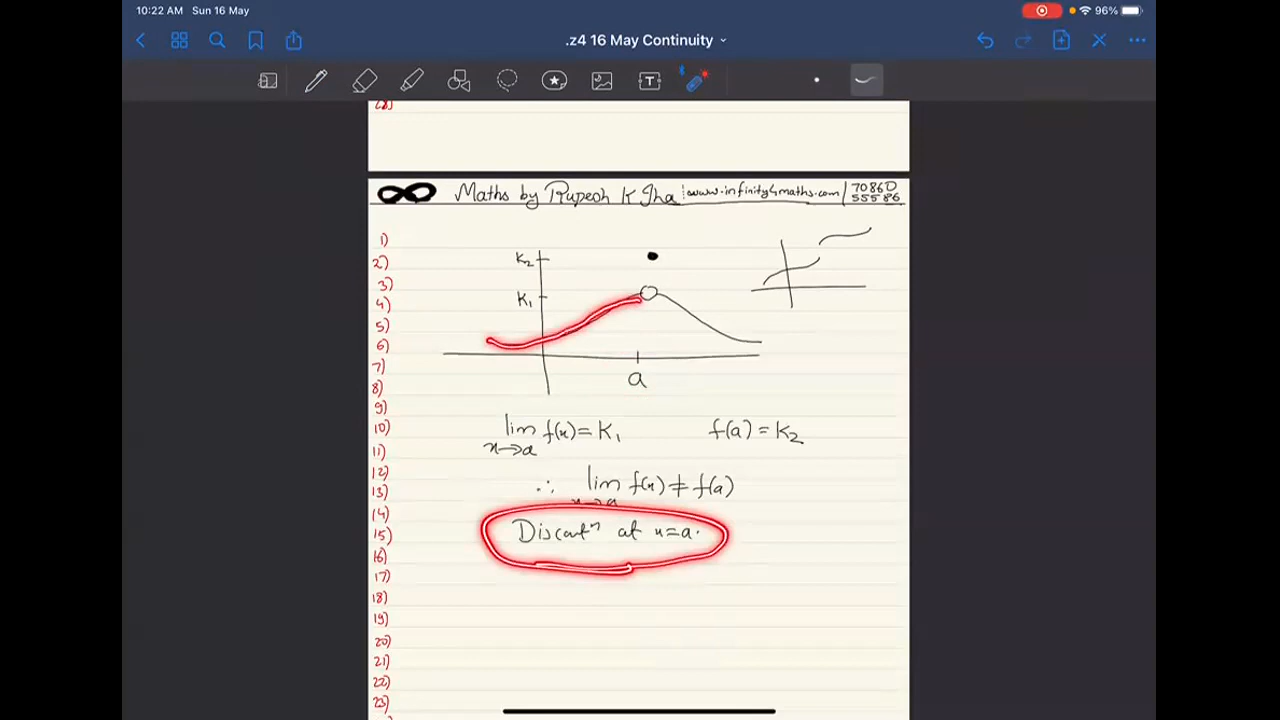 10:22 AM Sun 16 May
96%
.z4 16 May Continuity
T
28)
Maths by Rupesh K Jha | www.infinity4maths.com / 70860 55586
1)
2) K₂
3)
4) K₁
5)
6)
7)
8) a
9)
10) lim f(x) = K₁ f(a) = K₂
11) x→a
12)
13) ∴ lim f(x) ≠ f(a)
x→a
14)
15) Discontⁿ at x=a.
16)
17)
18)
19)
20)
21)
22)
23)